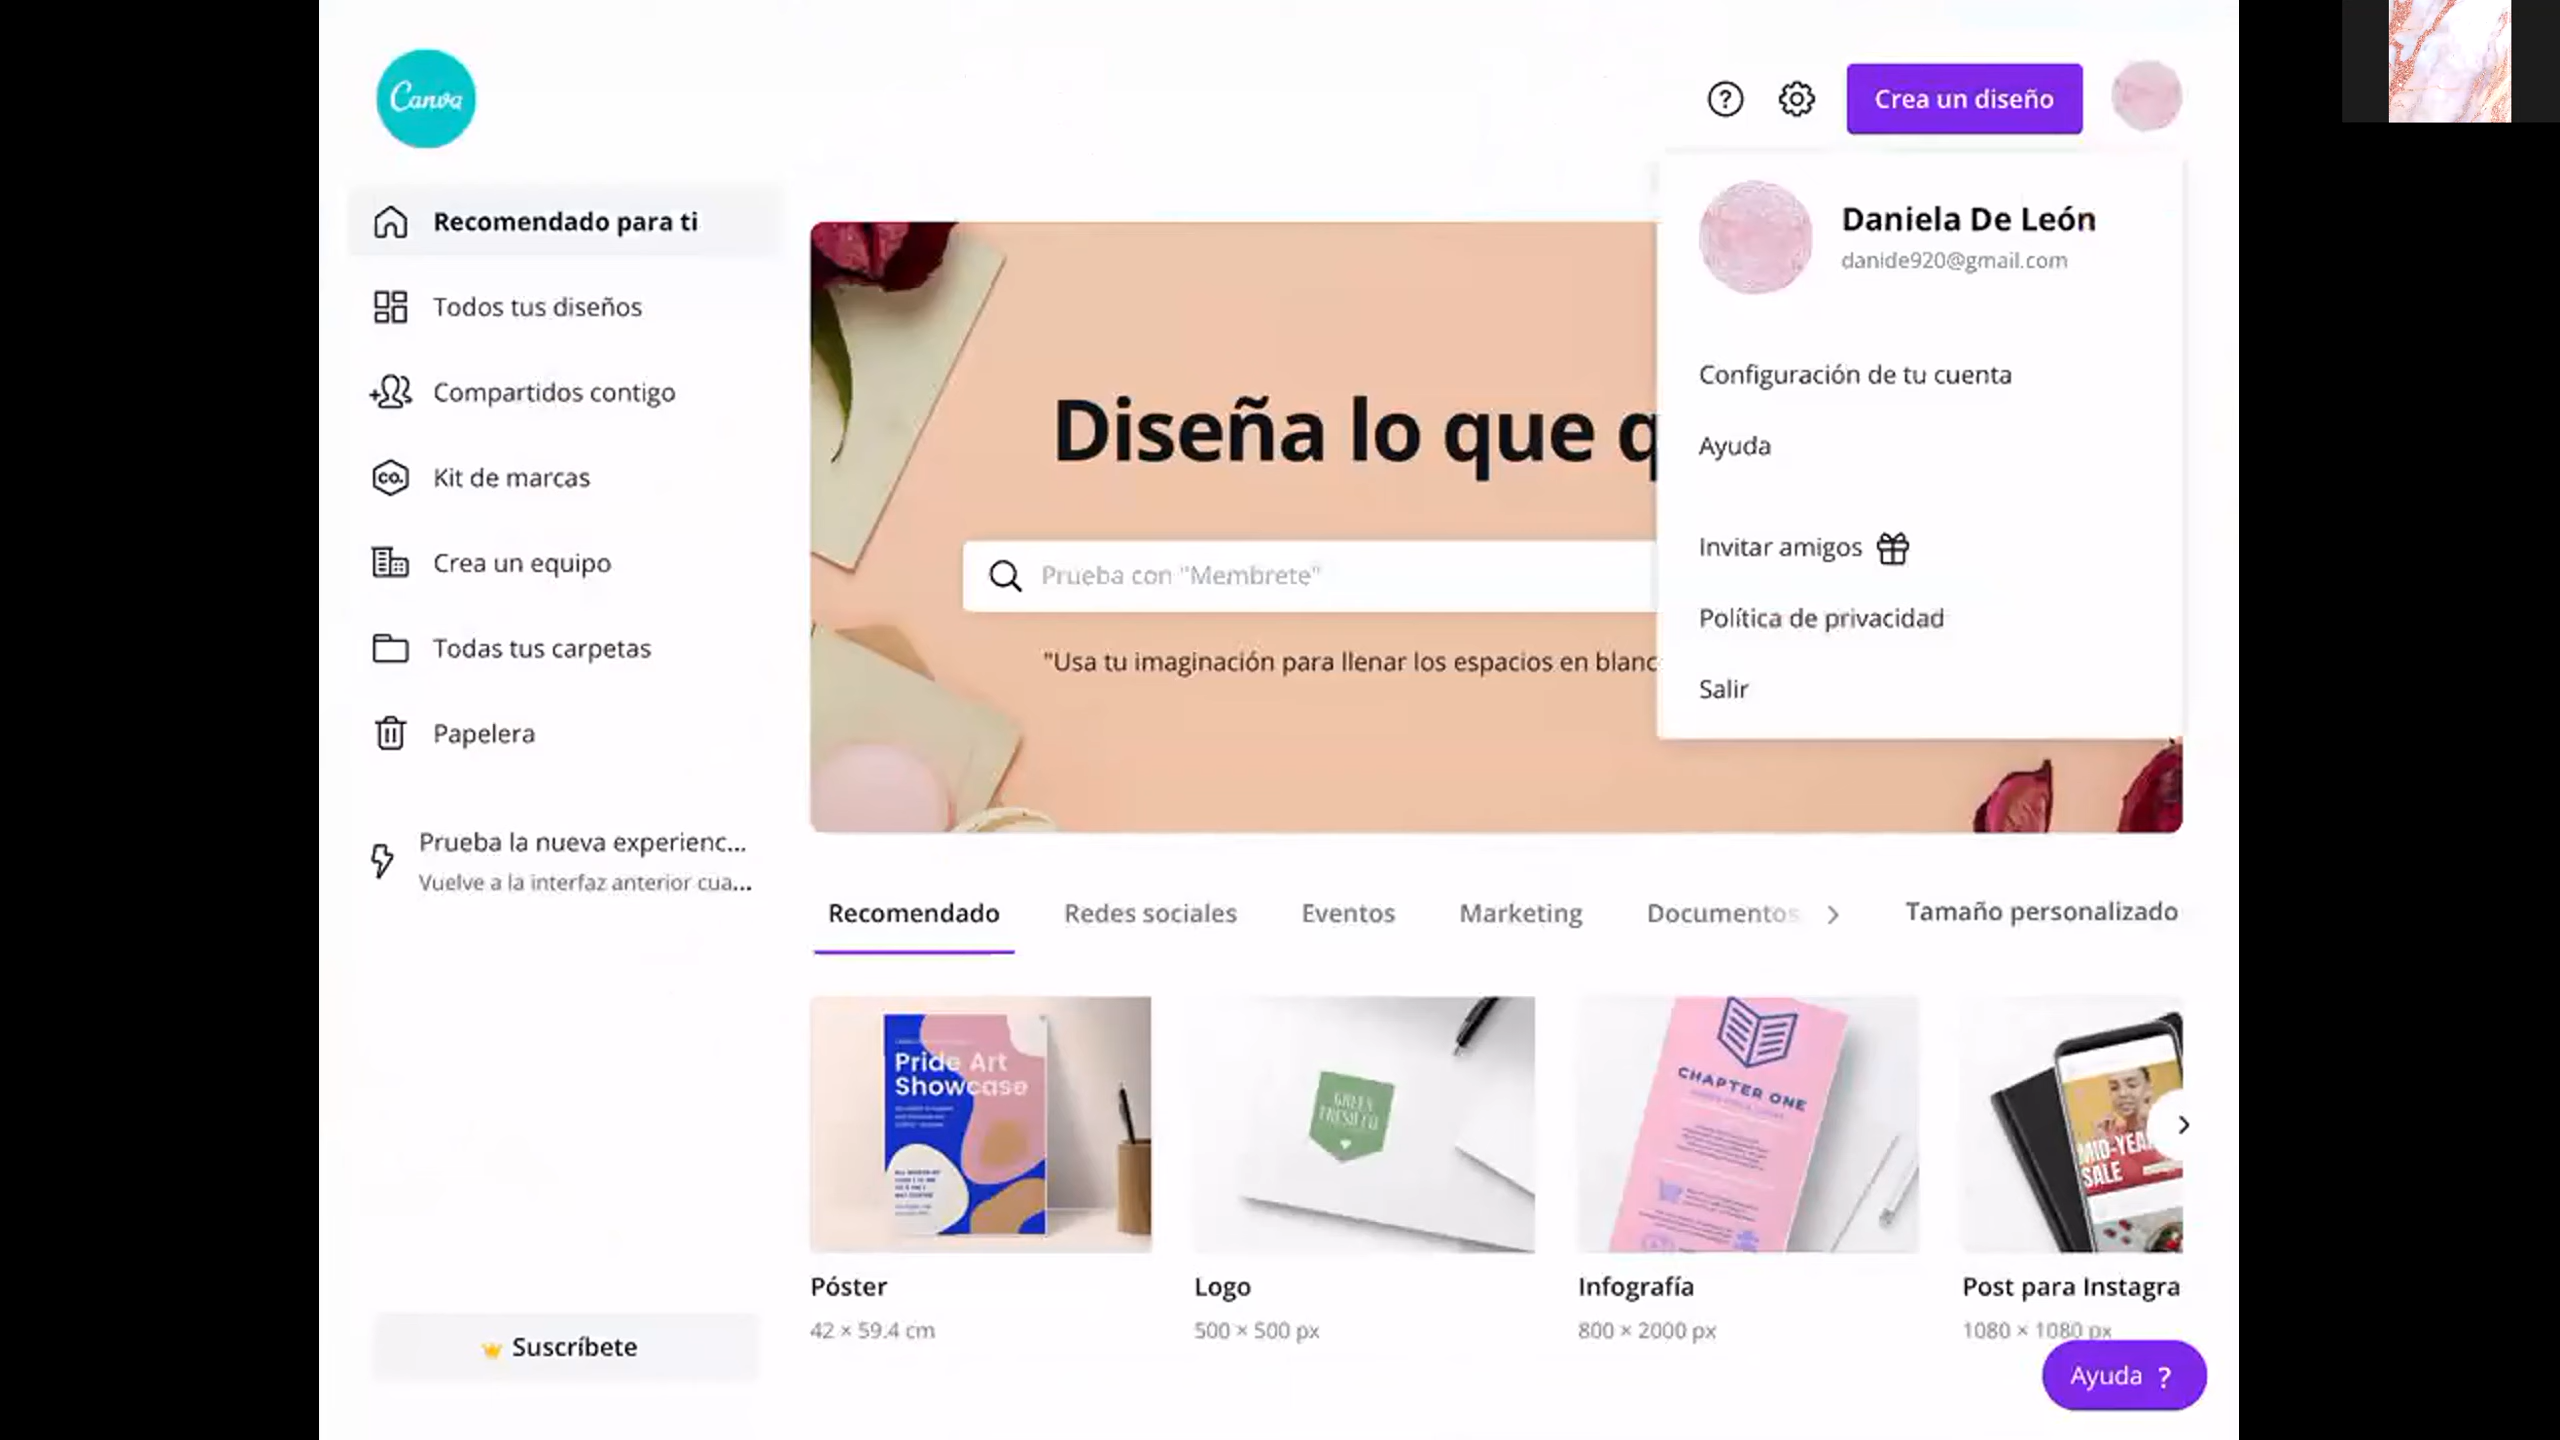 Canva
Crea un diseño
Daniela De León
danide920@gmail.com
Configuración de tu cuenta
Ayuda
Invitar amigos
Política de privacidad
Salir
Recomendado para ti
Todos tus diseños
Compartidos contigo
CO.
Kit de marcas
Crea un equipo
Todas tus carpetas
Papelera
Prueba la nueva experienc...
Vuelve a la interfaz anterior cua...
Suscríbete
Diseña lo que q
Prueba con "Membrete"
"Usa tu imaginación para llenar los espacios en blanc
Recomendado
Redes sociales
Eventos
Marketing
Documentos
Tamaño personalizado
Pride Art
Showcase
GREEN
FRESH CO
CHAPTER ONE
MID-YEA
SALE
Póster
42 × 59.4 cm
Logo
500 × 500 px
Infografía
800 × 2000 px
Post para Instagra
1080 × 1080 px
Ayuda ?